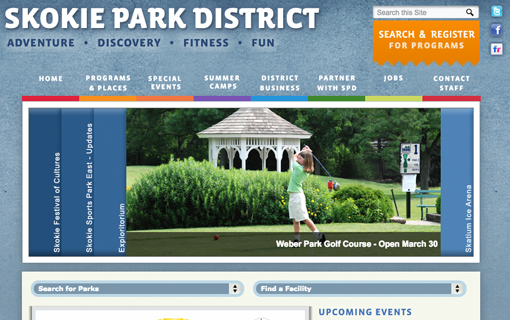 SKOKIE PARK DISTRICT
ADVENTURE • DISCOVERY • FITNESS • FUN
Search this Site
SEARCH & REGISTER
FOR PROGRAMS
HOME
PROGRAMS
& PLACES
SPECIAL
EVENTS
SUMMER
CAMPS
DISTRICT
BUSINESS
PARTNER
WITH SPD
JOBS
CONTACT
STAFF
Skokie Festival of Cultures
Skokie Sports Park East - Updates
Exploritorium
1
Weber Park Golf Course - Open March 30
Skatium Ice Arena
Search for Parks
Find a Facility
UPCOMING EVENTS